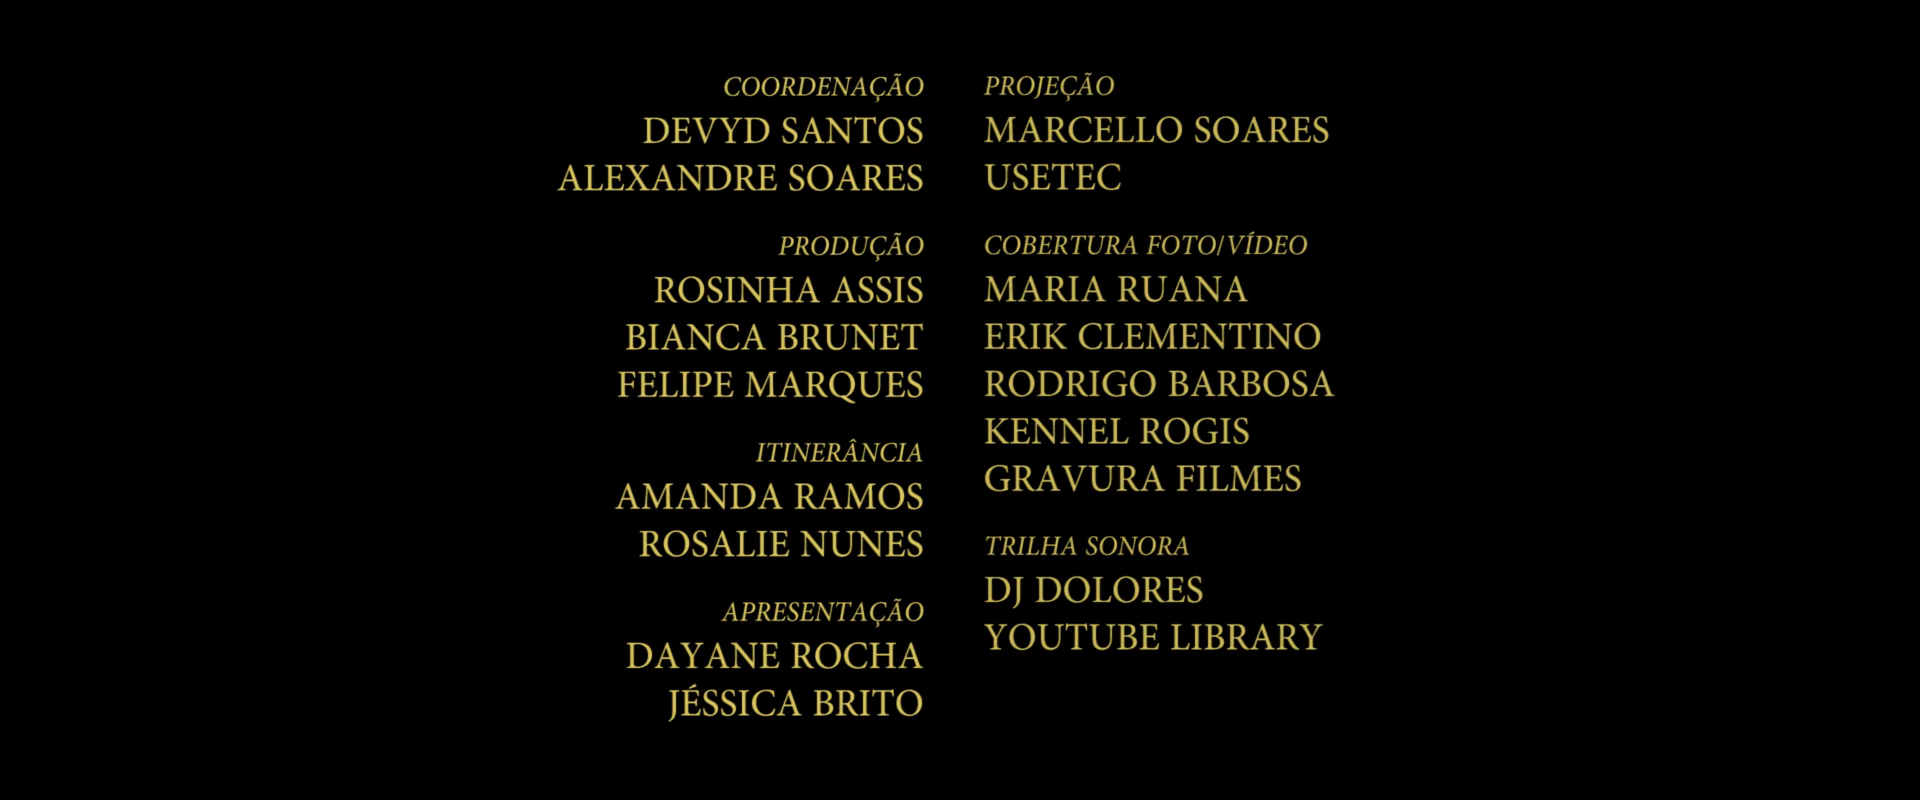 COORDENAÇÃO
DEVYD SANTOS
ALEXANDRE SOARES
PRODUÇÃO
ROSINHA ASSIS
BIANCA BRUNET
FELIPE MARQUES
ITINERÂNCIA
AMANDA RAMOS
ROSALIE NUNES
APRESENTAÇÃO
DAYANE ROCHA
JÉSSICA BRITO
PROJEÇÃO
MARCELLO SOARES
USETEC
COBERTURA FOTO/VÍDEO
MARIA RUANA
ERIK CLEMENTINO
RODRIGO BARBOSA
KENNEL ROGIS
GRAVURA FILMES
TRILHA SONORA
DJ DOLORES
YOUTUBE LIBRARY